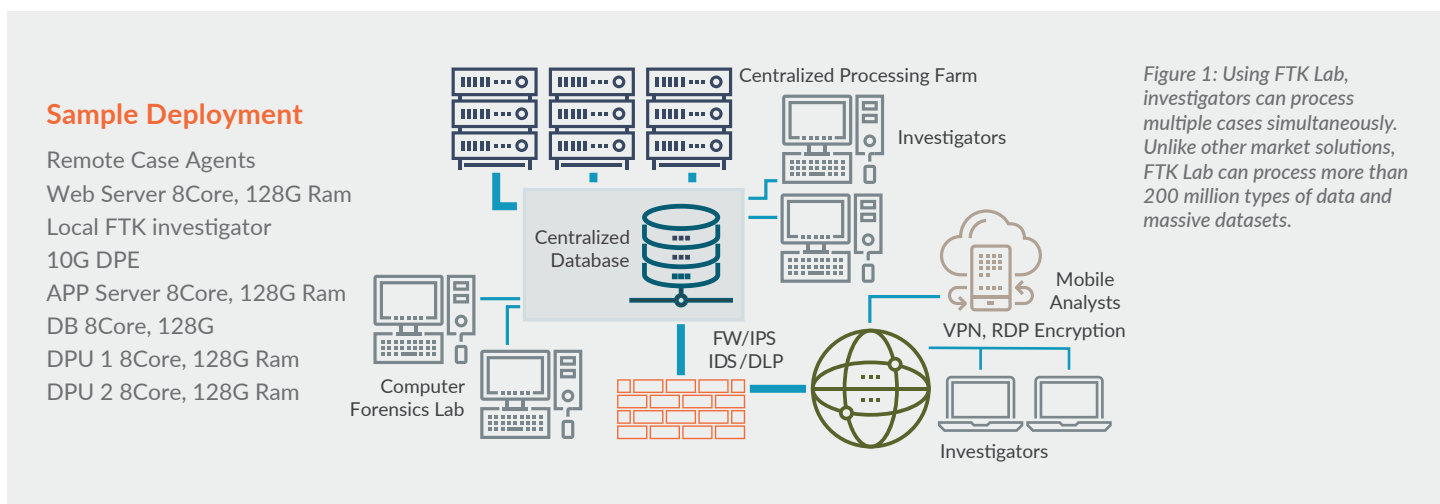 Sample Deployment
Remote Case Agents
Web Server 8Core, 128G Ram
Local FTK investigator
10G DPE
APP Server 8Core, 128G Ram
DB 8Core, 128G
DPU 1 8Core, 128G Ram
DPU 2 8Core, 128G Ram
Centralized Processing Farm
Investigators
Centralized
Database
Computer
Forensics Lab
FW/IPS
IDS/DLP
Mobile
Analysts
VPN, RDP Encryption
Investigators
Figure 1: Using FTK Lab,
investigators can process
multiple cases simultaneously.
Unlike other market solutions,
FTK Lab can process more than
200 million types of data and
massive datasets.